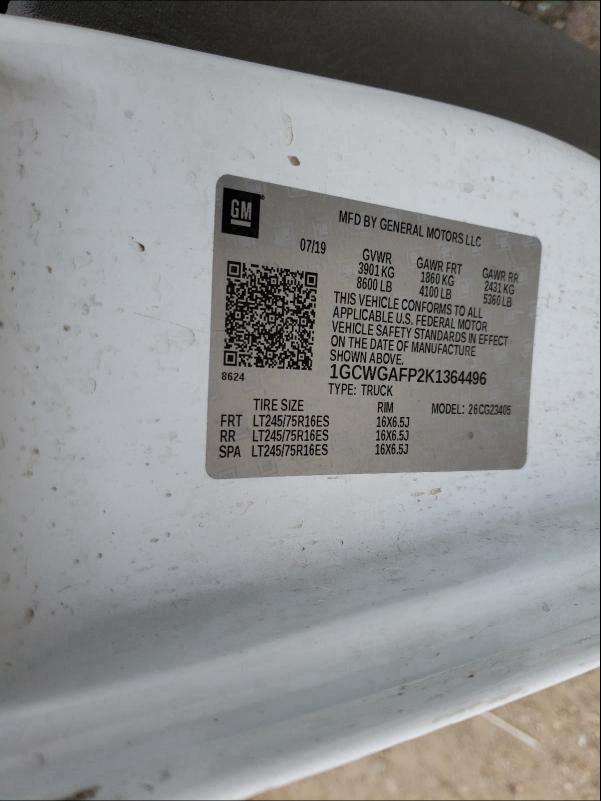 GM
MFD BY GENERAL MOTORS LLC
07/19
GVWR GAWR FRT GAWR RR
3901 KG 1860 KG 2431 KG
8600 LB 4100 LB 5360 LB
THIS VEHICLE CONFORMS TO ALL
APPLICABLE U.S. FEDERAL MOTOR
VEHICLE SAFETY STANDARDS IN EFFECT
ON THE DATE OF MANUFACTURE
SHOWN ABOVE.
8624
1GCWGAFP2K1364496
TYPE: TRUCK
TIRE SIZE RIM MODEL: 26CG23405
FRT LT245/75R16ES 16X6.5J
RR LT245/75R16ES 16X6.5J
SPA LT245/75R16ES 16X6.5J